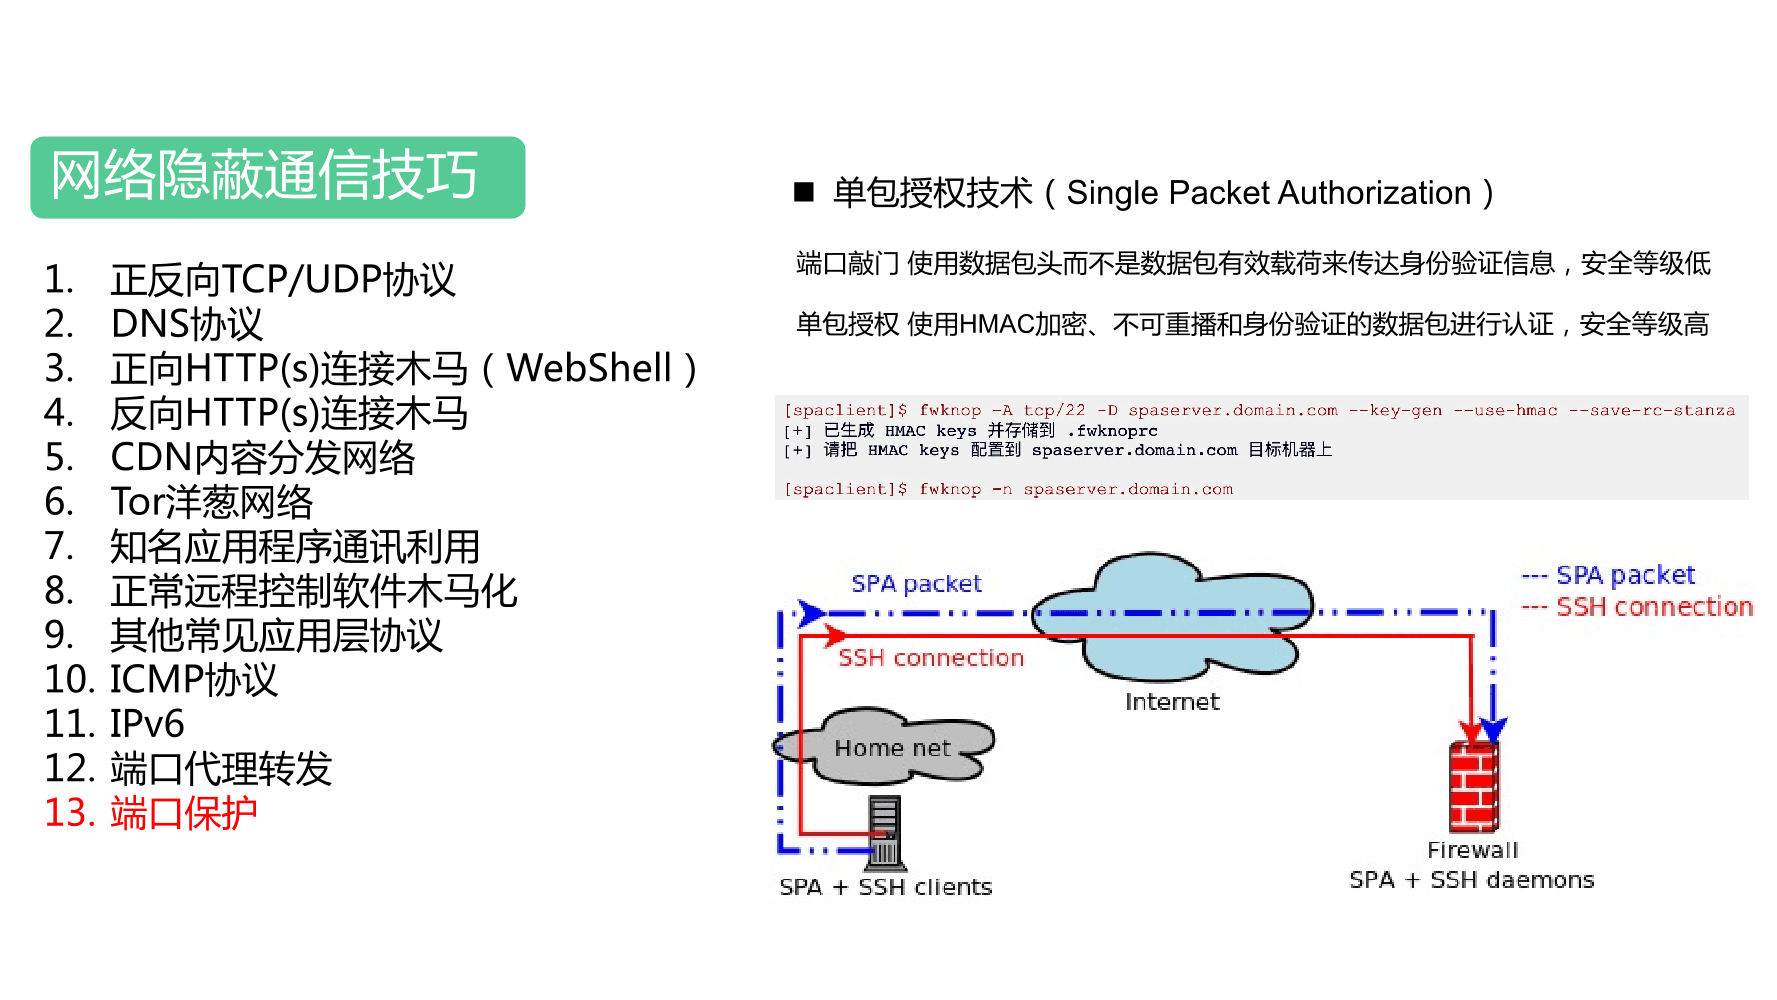 网络隐蔽通信技巧
1. 正反向TCP/UDP协议
2. DNS协议
3. 正向HTTP(s)连接木马（WebShell）
4. 反向HTTP(s)连接木马
5. CDN内容分发网络
6. Tor洋葱网络
7. 知名应用程序通讯利用
8. 正常远程控制软件木马化
9. 其他常见应用层协议
10. ICMP协议
11. IPv6
12. 端口代理转发
13. 端口保护
■ 单包授权技术（Single Packet Authorization）
端口敲门 使用数据包头而不是数据包有效载荷来传达身份验证信息，安全等级低
单包授权 使用HMAC加密、不可重播和身份验证的数据包进行认证，安全等级高
[spaclient]$ fwknop -A tcp/22 -D spaserver.domain.com --key-gen --use-hmac --save-rc-stanza
[+] 已生成 HMAC keys 并存储到 .fwknoprc
[+] 请把 HMAC keys 配置到 spaserver.domain.com 目标机器上
[spaclient]$ fwknop -n spaserver.domain.com
SPA packet
SSH connection
Internet
--- SPA packet
--- SSH connection
Home net
SPA + SSH clients
Firewall
SPA + SSH daemons